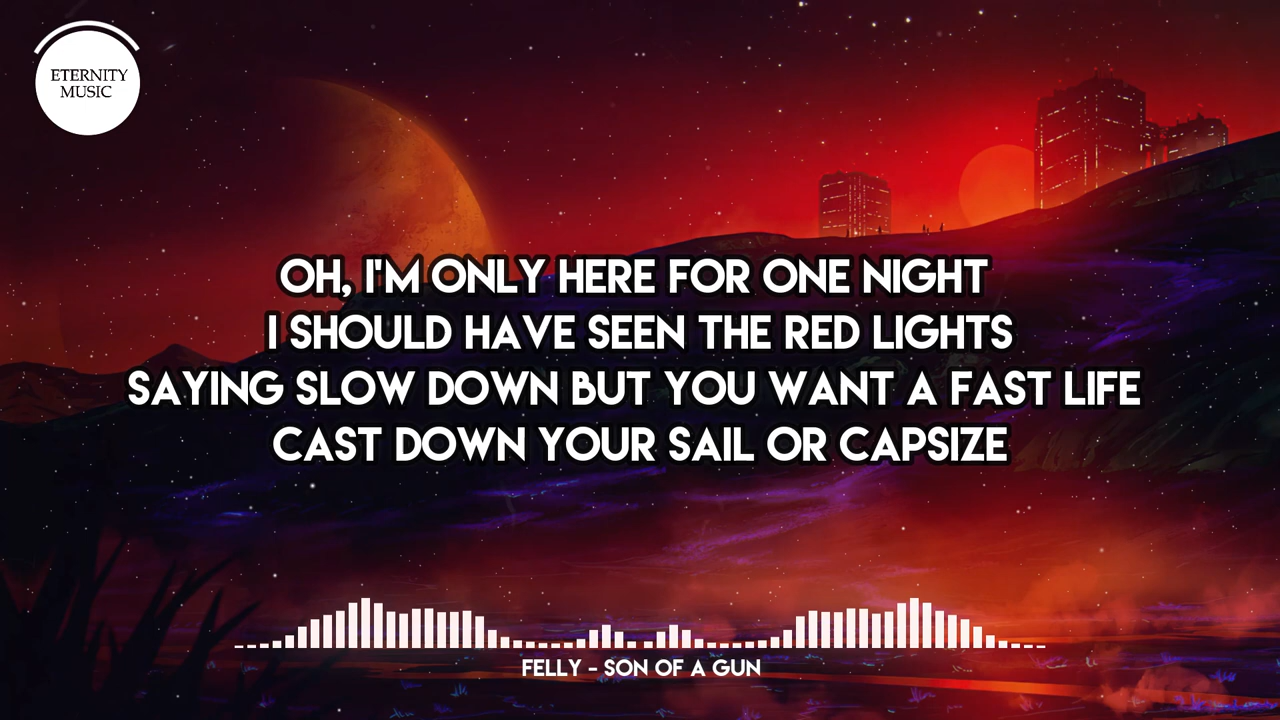 ETERNITY
MUSIC
OH, I'M ONLY HERE FOR ONE NIGHT
I SHOULD HAVE SEEN THE RED LIGHTS
SAYING SLOW DOWN BUT YOU WANT A FAST LIFE
CAST DOWN YOUR SAIL OR CAPSIZE
FELLY - SON OF A GUN